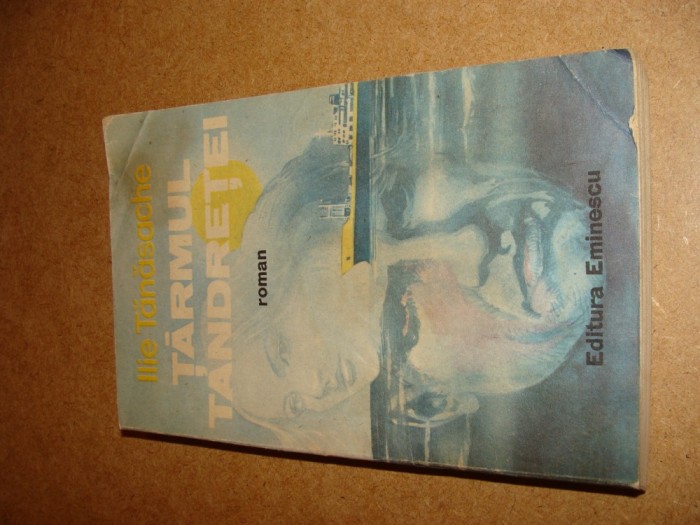 Ilie Tănăsache
ȚĂRMUL
TANDREȚEI
roman
Editura Eminescu